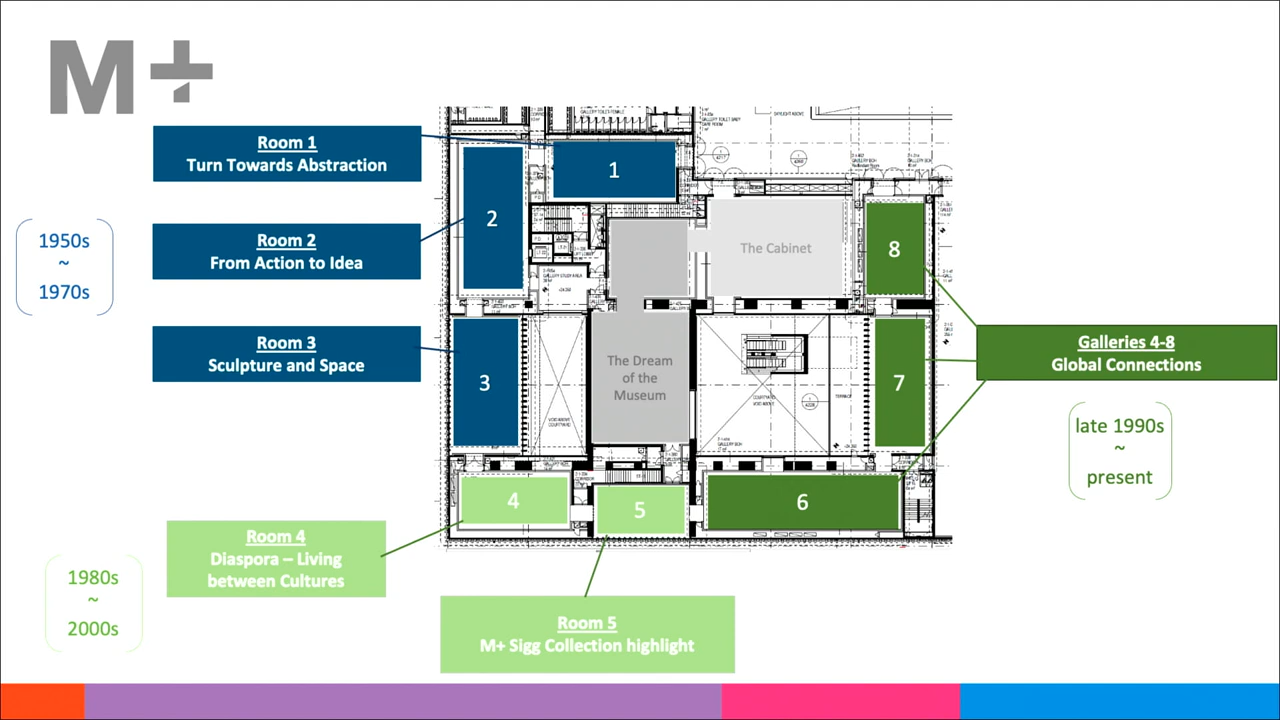 M+
Room 1
Turn Towards Abstraction
Room 2
From Action to Idea
1950s
~
1970s
Room 3
Sculpture and Space
Room 4
Diaspora – Living
between Cultures
1980s
~
2000s
Room 5
M+ Sigg Collection highlight
Galleries 4-8
Global Connections
late 1990s
~
present
1
2
3
4
5
6
7
8
The Cabinet
The Dream
of the
Museum